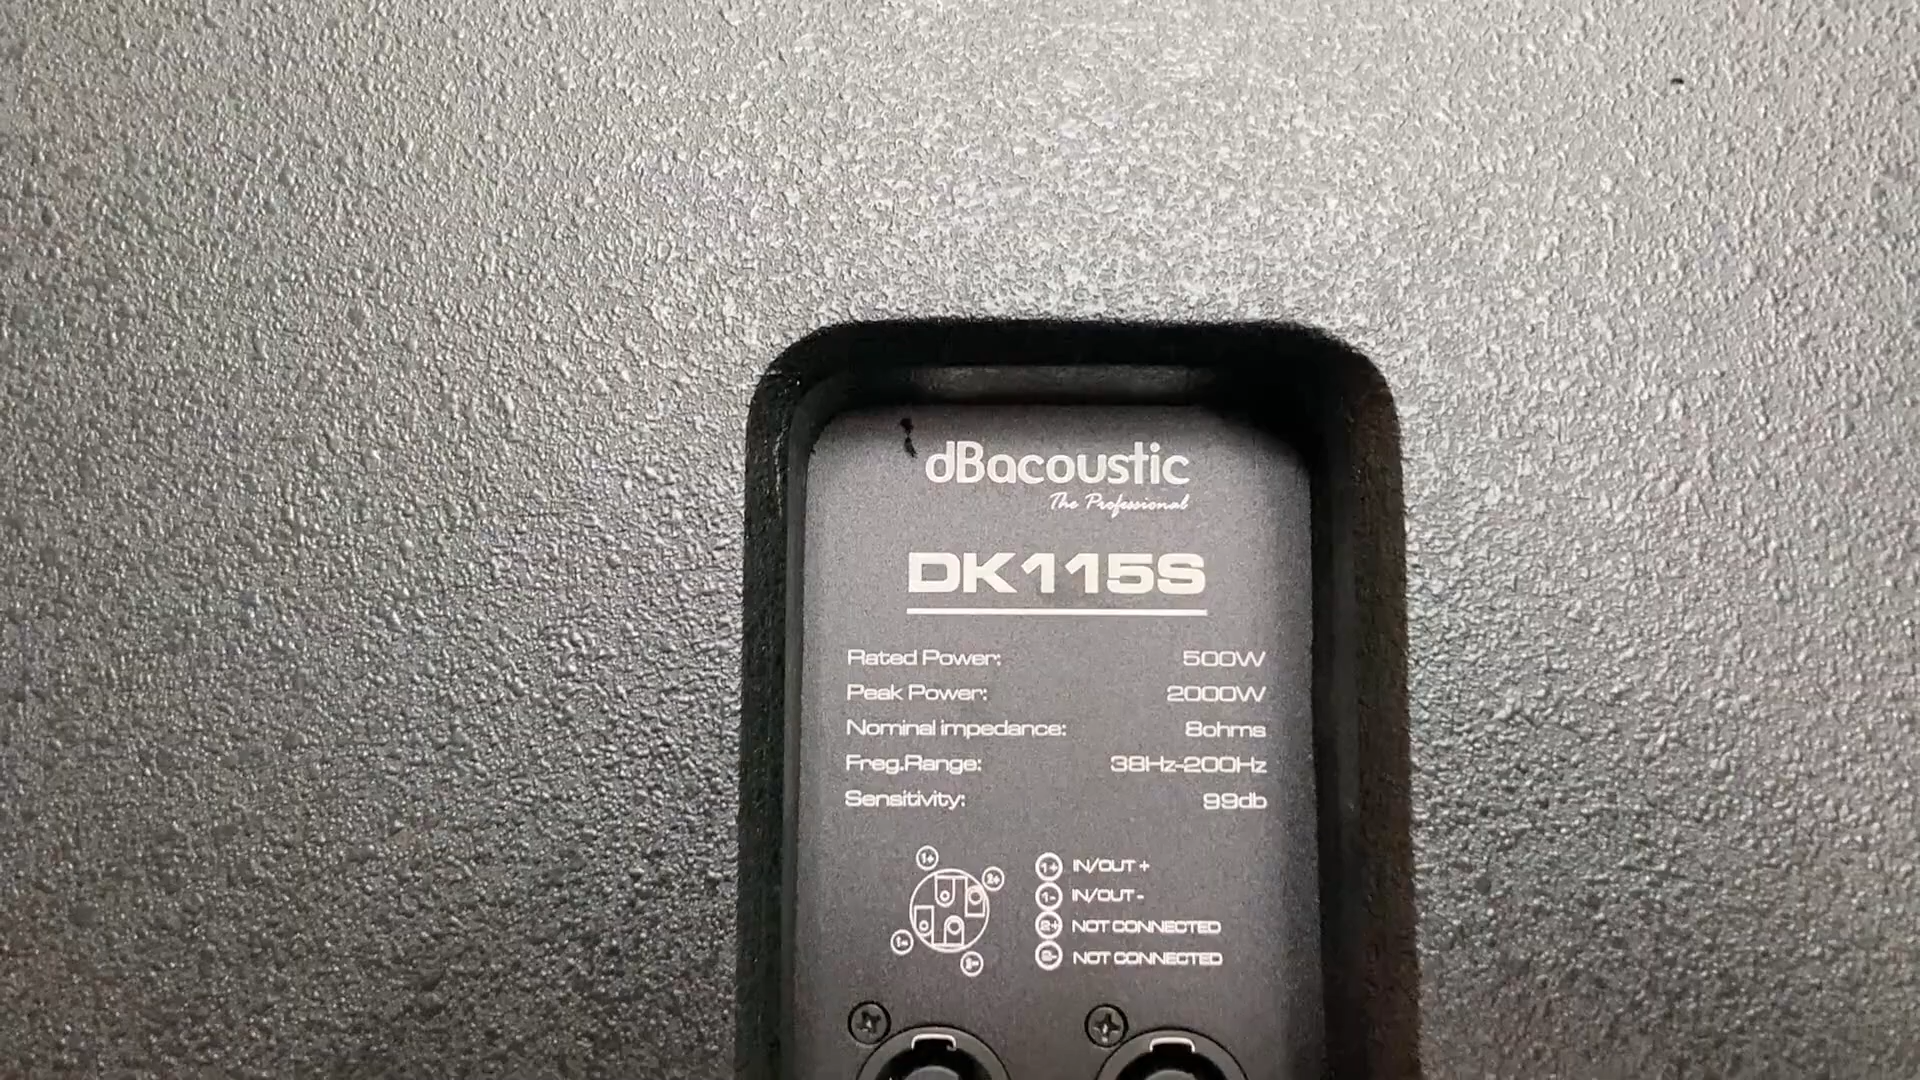 dBacoustic
The Professional
DK115S
Rated Power: 500W
Peak Power: 2000W
Nominal impedance: 8ohms
Freg.Range: 38Hz-200Hz
Sensitivity: 99db
1+
2+
1-
2-
1+ IN/OUT +
1- IN/OUT -
2+ NOT CONNECTED
2- NOT CONNECTED